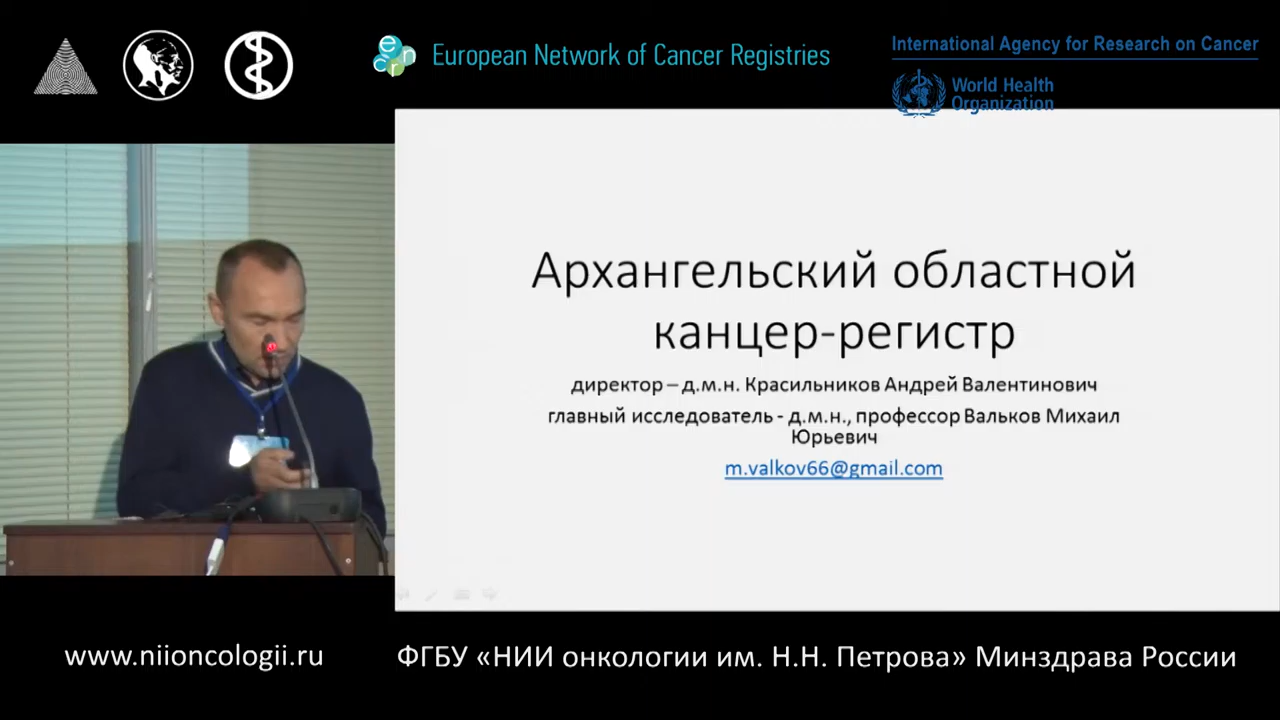 ecrn
European Network of Cancer Registries
International Agency for Research on Cancer
World Health
Organization
Архангельский областной
канцер-регистр
директор – д.м.н. Красильников Андрей Валентинович
главный исследователь - д.м.н., профессор Вальков Михаил
Юрьевич
m.valkov66@gmail.com
www.niioncologii.ru
ФГБУ «НИИ онкологии им. Н.Н. Петрова» Минздрава России